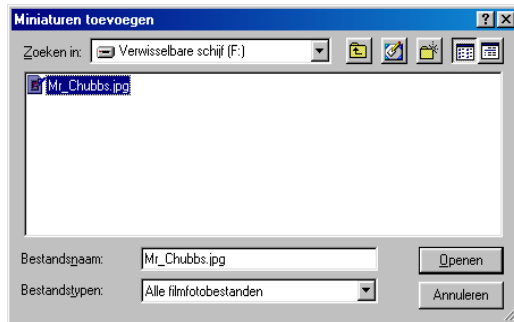 Miniaturen toevoegen
Zoeken in: Verwisselbare schijf (F:)
Mr_Chubbs.jpg
Bestandsnaam: Mr_Chubbs.jpg Openen
Bestandstypen: Alle filmfotobestanden Annuleren